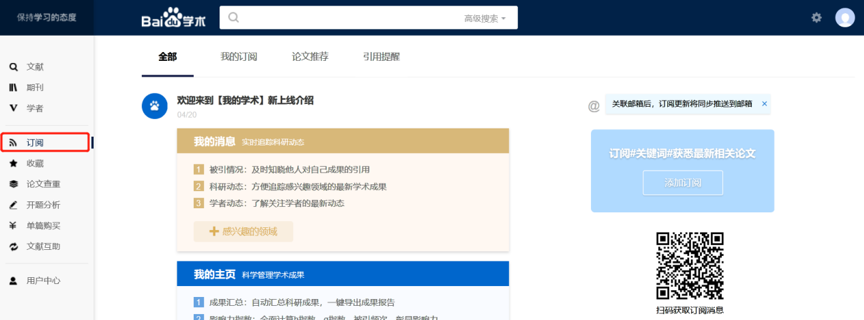 保持学习的态度
Bai du 学术
高级搜索
全部
我的订阅
论文推荐
引用提醒
文献
期刊
学者
订阅
收藏
论文查重
开题分析
单篇购买
文献互助
用户中心
欢迎来到【我的学术】新上线介绍
04/20
我的消息 实时追踪科研动态
1 被引情况：及时知晓他人对自己成果的引用
2 科研动态：方便追踪感兴趣领域的最新学术成果
3 学者动态：了解关注学者的最新动态
+ 感兴趣的领域
我的主页 科学管理学术成果
1 成果汇总：自动汇总科研成果，一键导出成果报告
@ 关联邮箱后，订阅更新将同步推送到邮箱 ×
订阅#关键词#获悉最新相关论文
添加订阅
扫码获取订阅消息